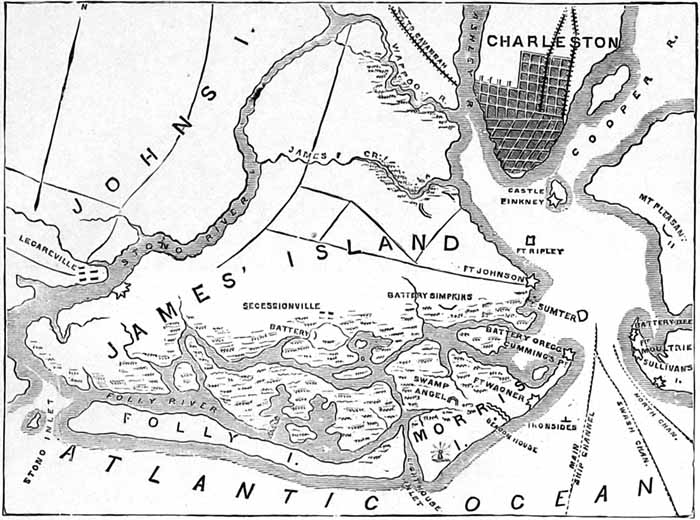 N
JOHNS I.
TO SAVANNAH
WAPPOO R.
ASHLEY R.
CHARLESTON
COOPER R.
JAMES CR.
CASTLE
PINKNEY
MT PLEASANT
LEGAREVILLE
STONO RIVER
FT RIPLEY
JAMES' ISLAND
FT JOHNSON
SECESSIONVILLE
BATTERY SIMPKINS
SUMTER
BATTERY BEE
BATTERY
BATTERY GREGG
CUMMINGS PT
MOULTRIE
SULLIVANS
I.
SWAMP
ANGEL
FT WAGNER
FOLLY RIVER
FOLLY I.
MORRIS
I.
BEACON HOUSE
IRONSIDES
MAIN
SHIP CHANNEL
SWASH CHAN.
NORTH CHAN.
STONO INLET
LIGHTHOUSE
INLET
ATLANTIC OCEAN